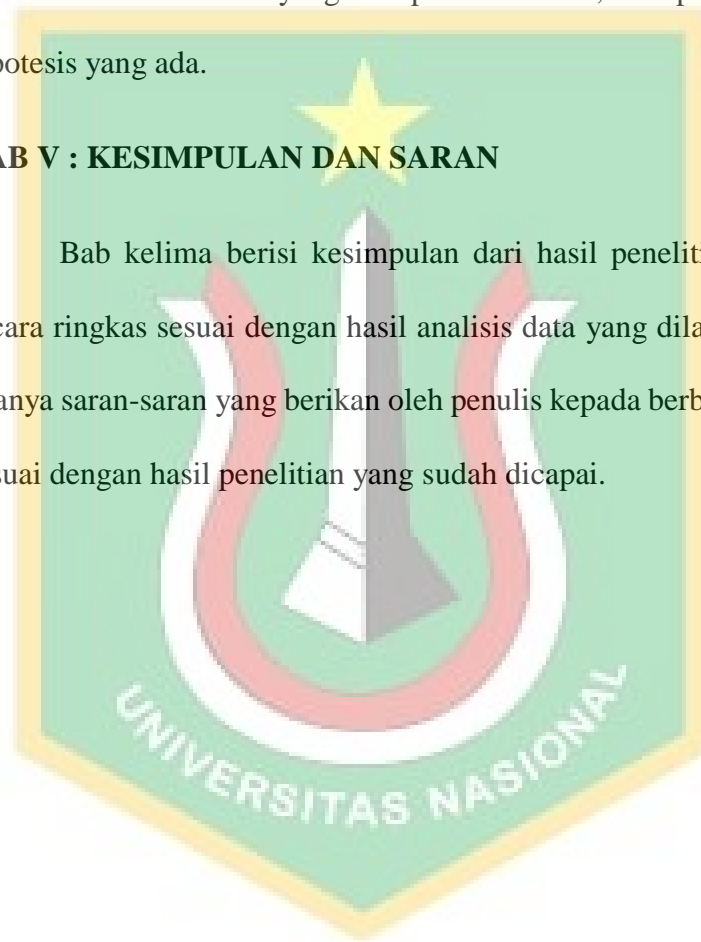 potesis yang ada.
AB V : KESIMPULAN DAN SARAN
Bab kelima berisi kesimpulan dari hasil peneliti
cara ringkas sesuai dengan hasil analisis data yang dila
anya saran-saran yang berikan oleh penulis kepada berb
suai dengan hasil penelitian yang sudah dicapai.
UNIVERSITAS NASIONAL